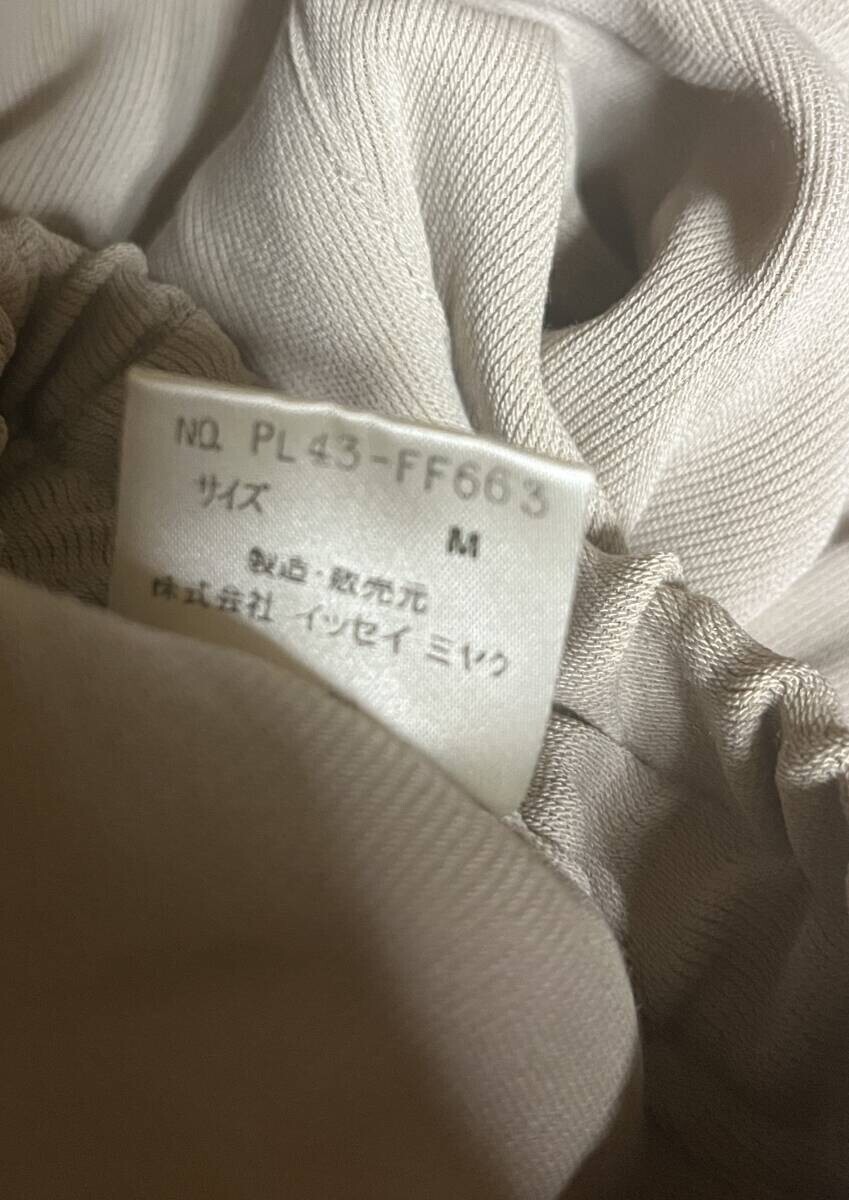 NO. PL43-FF663
サイズ
M
製造・販売元
株式会社 イッセイ ミヤケ